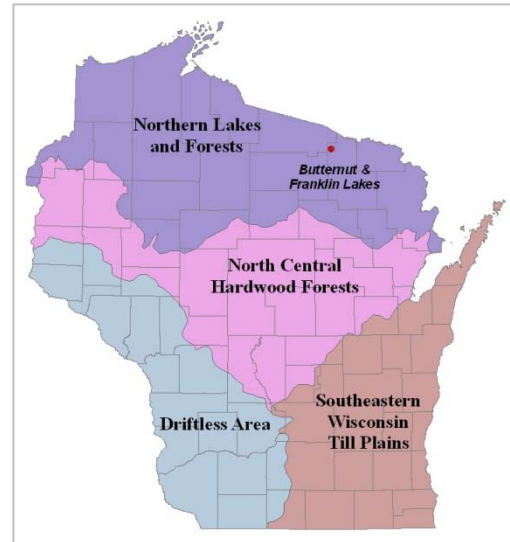 Northern Lakes
and Forests
Butternut &
Franklin Lakes
North Central
Hardwood Forests
Driftless Area
Southeastern
Wisconsin
Till Plains